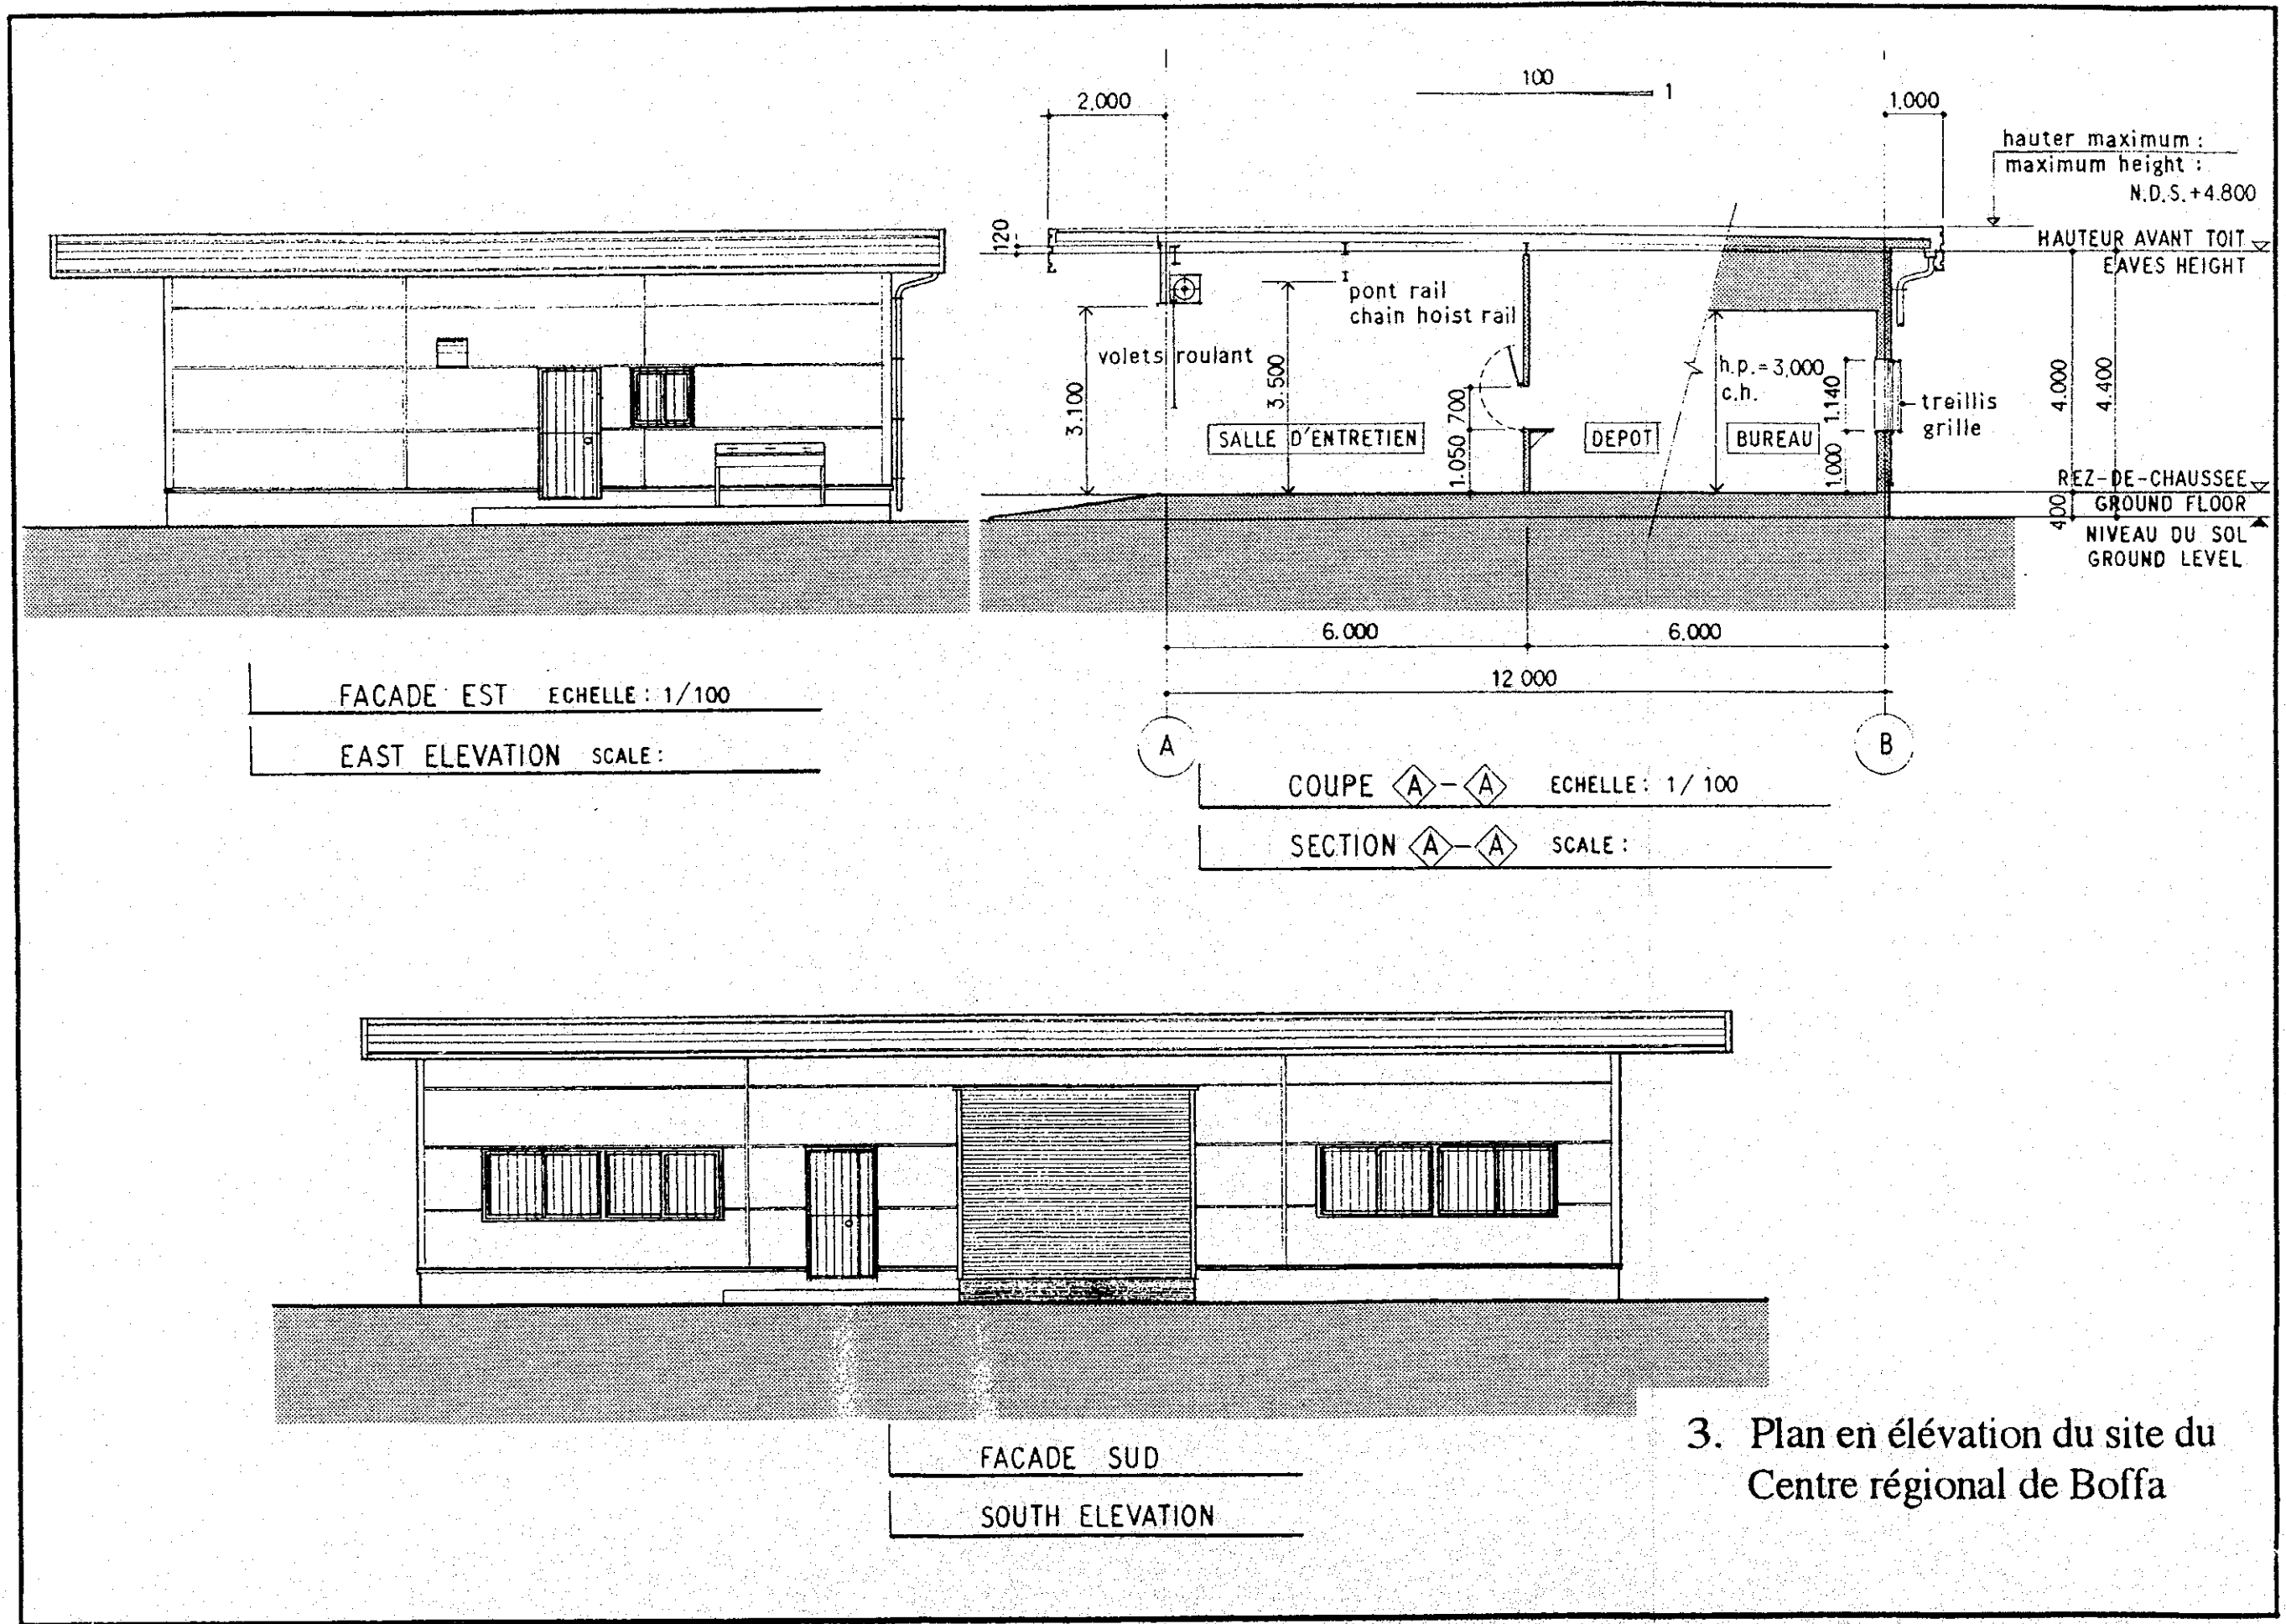 2.000
100
1
1.000
hauter maximum :
maximum height :
N.D.S.+4.800
120
HAUTEUR AVANT TOIT
EAVES HEIGHT
pont rail
chain hoist rail
volets roulant
3.100
3.500
h.p.=3.000
c.h.
1.050 700
1.000 1.140
4.000
4.400
treillis
grille
SALLE D'ENTRETIEN
DEPOT
BUREAU
REZ-DE-CHAUSSEE
GROUND FLOOR
400
NIVEAU DU SOL
GROUND LEVEL
6.000
6.000
12 000
A
B
FACADE EST ECHELLE : 1/100
EAST ELEVATION SCALE :
COUPE A-A ECHELLE : 1/100
SECTION A-A SCALE :
FACADE SUD
SOUTH ELEVATION
3. Plan en élévation du site du
Centre régional de Boffa